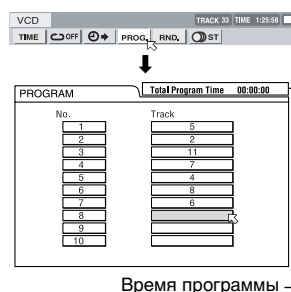 VCD TRACK 33 TIME 1:25:58
TIME OFF PROG. RND. ST
PROGRAM Total Program Time 00:00:00
No. Track
1 5
2 2
3 11
4 7
5 4
6 8
7 6
8
9
10
Время программы –